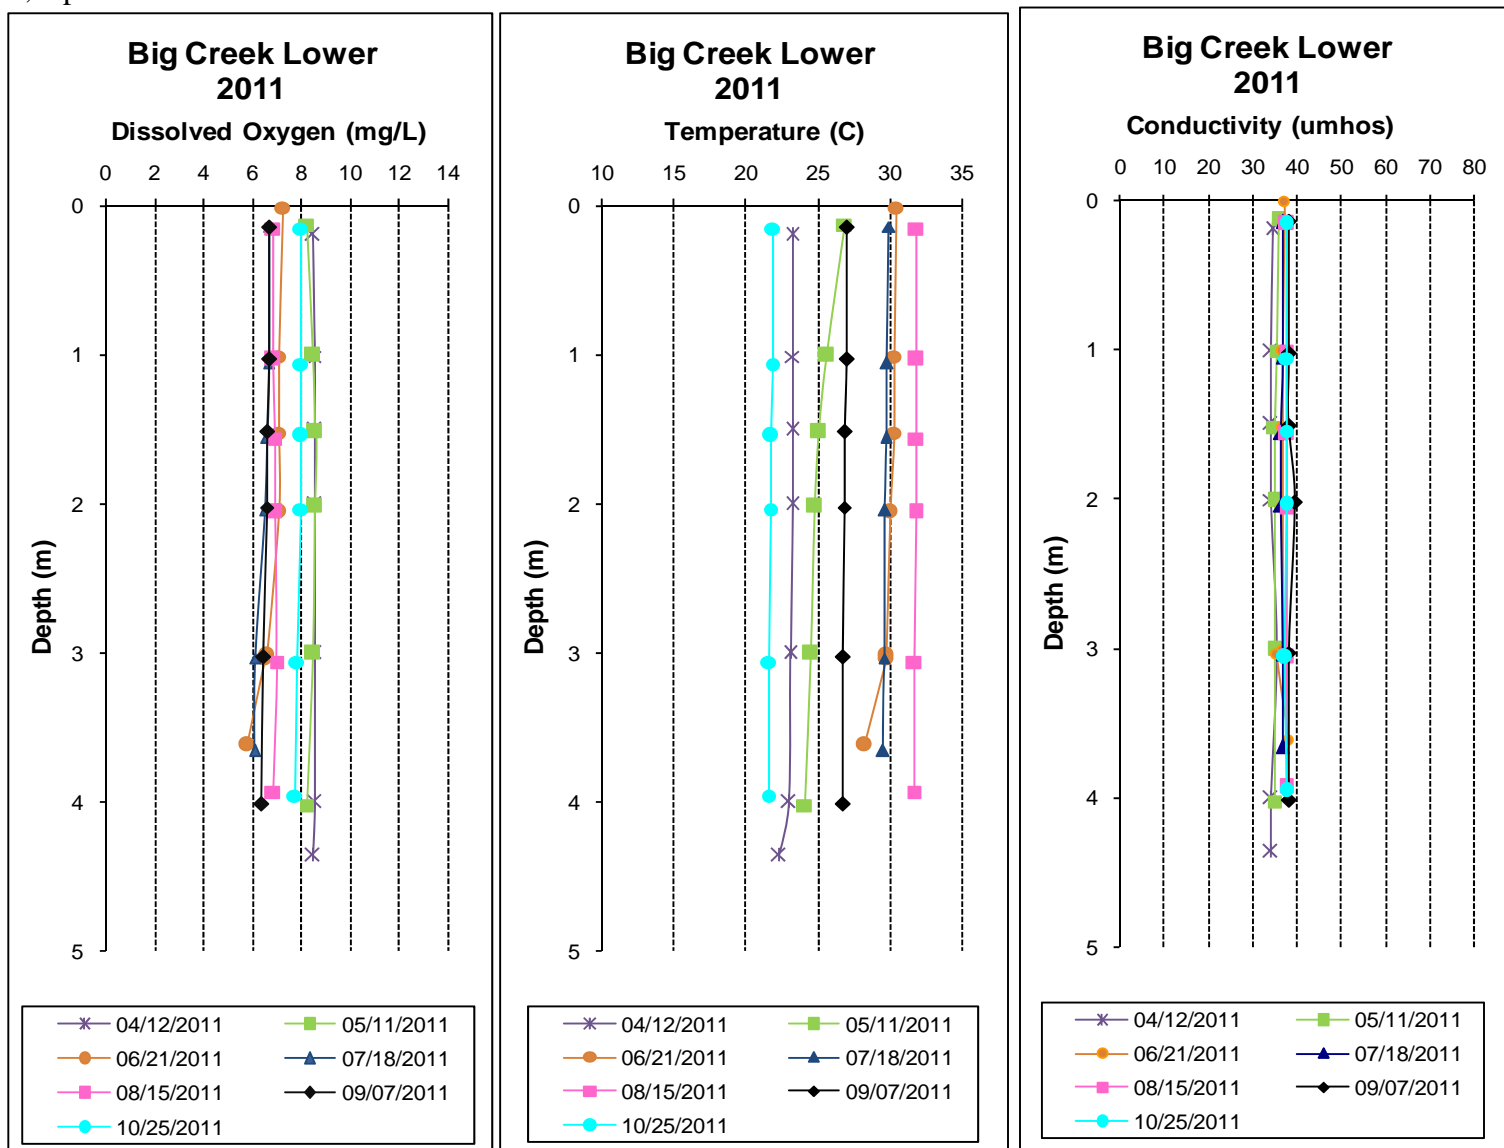 Big Creek Lower
2011
Dissolved Oxygen (mg/L)
0 2 4 6 8 10 12 14
0
1
2
3
4
5
Depth (m)
04/12/2011 05/11/2011
06/21/2011 07/18/2011
08/15/2011 09/07/2011
10/25/2011
Big Creek Lower
2011
Temperature (C)
10 15 20 25 30 35
0
1
2
3
4
5
Depth (m)
04/12/2011 05/11/2011
06/21/2011 07/18/2011
08/15/2011 09/07/2011
10/25/2011
Big Creek Lower
2011
Conductivity (umhos)
0 10 20 30 40 50 60 70 80
0
1
2
3
4
5
Depth (m)
04/12/2011 05/11/2011
06/21/2011 07/18/2011
08/15/2011 09/07/2011
10/25/2011